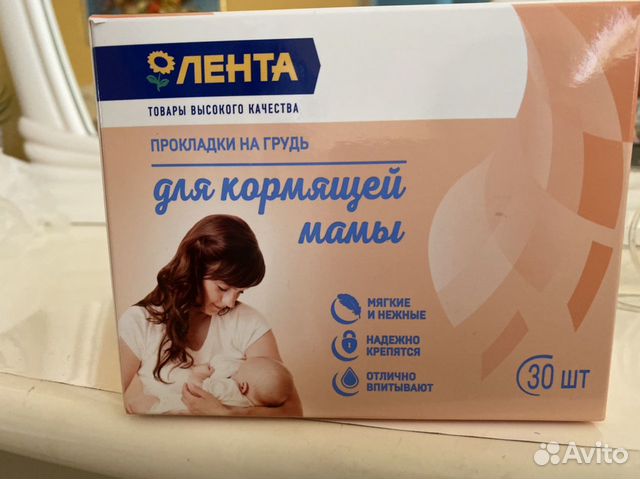 ЛЕНТА
ТОВАРЫ ВЫСОКОГО КАЧЕСТВА
ПРОКЛАДКИ НА ГРУДЬ
для кормящей
мамы
МЯГКИЕ
И НЕЖНЫЕ
НАДЕЖНО
КРЕПЯТСЯ
ОТЛИЧНО
ВПИТЫВАЮТ
30 ШТ
Avito